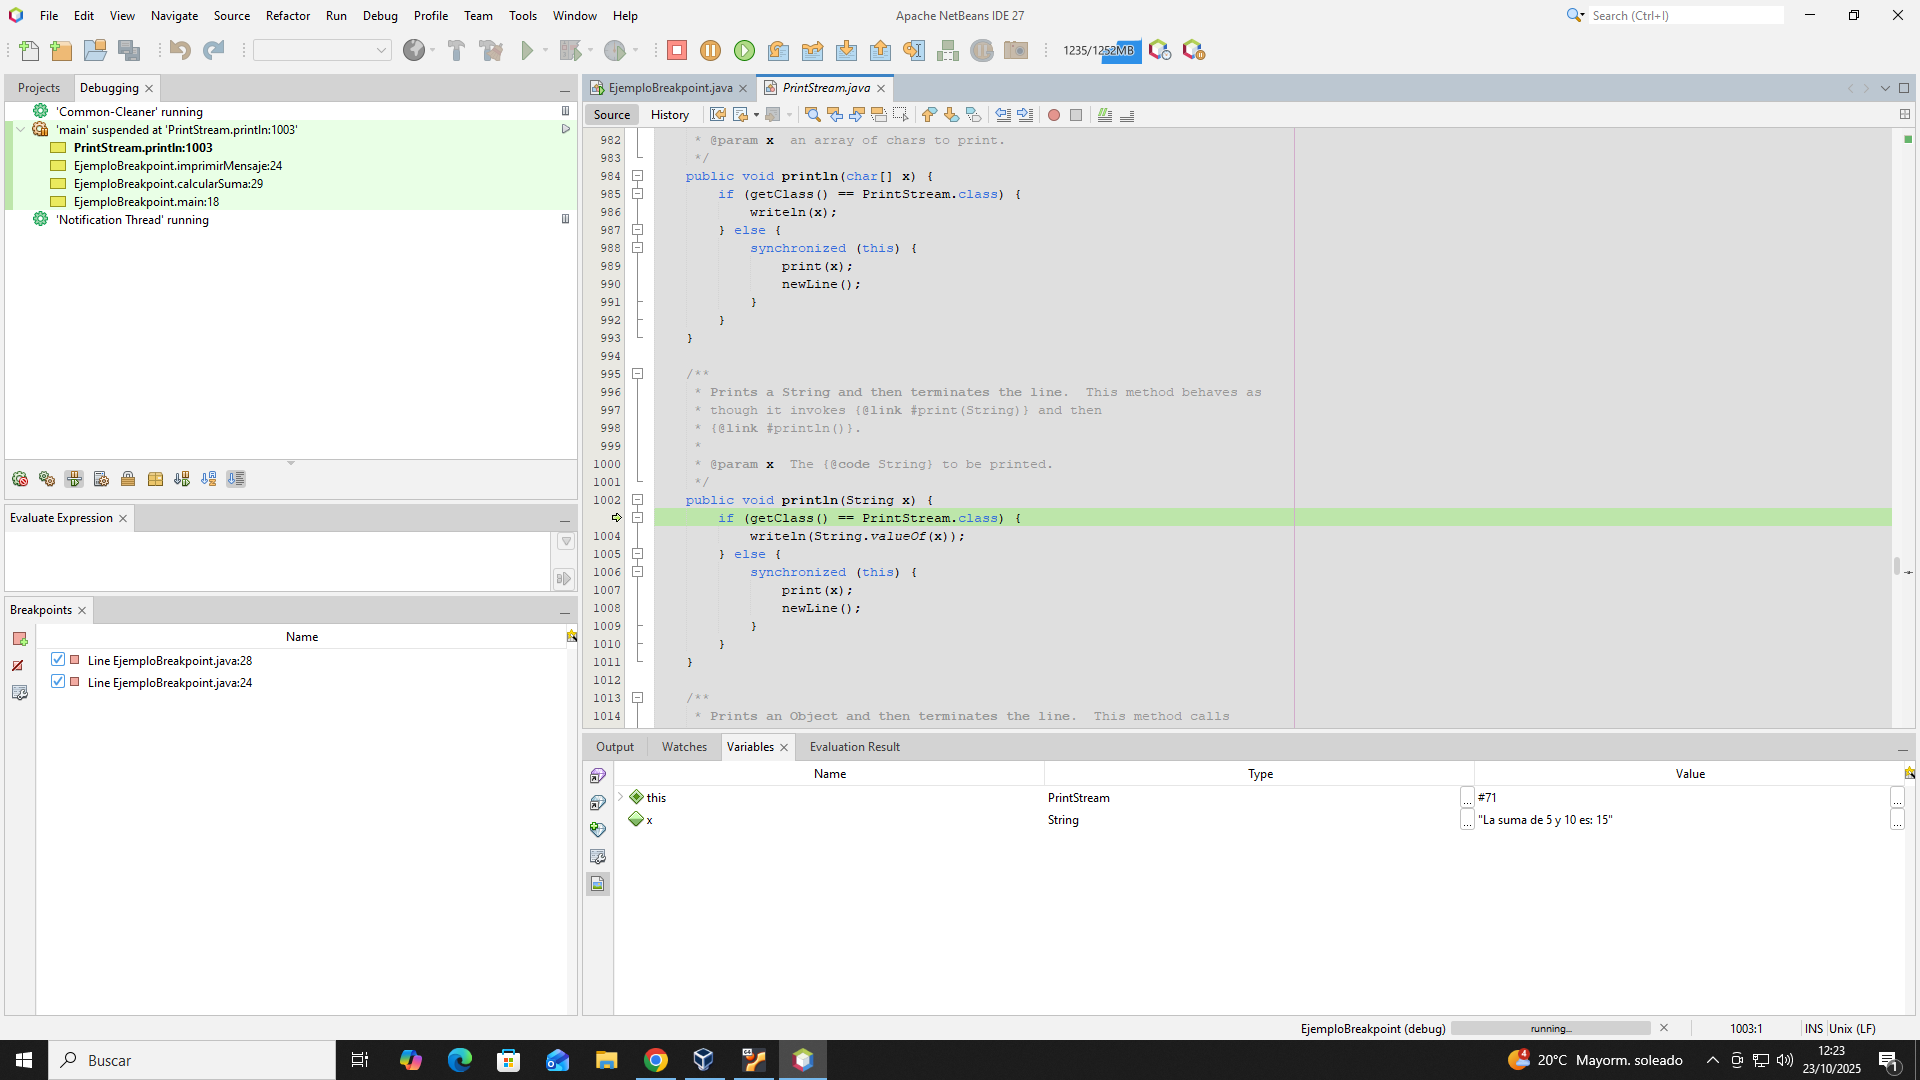 File Edit View Navigate Source Refactor Run Debug Profile Team Tools Window Help
Apache NetBeans IDE 27
Search (Ctrl+I)
1235/1252MB
Projects
Debugging
'Common-Cleaner' running
'main' suspended at 'PrintStream.println:1003'
PrintStream.println:1003
EjemploBreakpoint.imprimirMensaje:24
EjemploBreakpoint.calcularSuma:29
EjemploBreakpoint.main:18
'Notification Thread' running
Evaluate Expression
Breakpoints
Name
Line EjemploBreakpoint.java:28
Line EjemploBreakpoint.java:24
EjemploBreakpoint.java
PrintStream.java
Source
History
982 * @param x  an array of chars to print.
983 */
984 public void println(char[] x) {
985 if (getClass() == PrintStream.class) {
986 writeln(x);
987 } else {
988 synchronized (this) {
989 print(x);
990 newLine();
991 }
992 }
993 }
994
995 /**
996 * Prints a String and then terminates the line.  This method behaves as
997 * though it invokes {@link #print(String)} and then
998 * {@link #println()}.
999 *
1000 * @param x  The {@code String} to be printed.
1001 */
1002 public void println(String x) {
if (getClass() == PrintStream.class) {
1004 writeln(String.valueOf(x));
1005 } else {
1006 synchronized (this) {
1007 print(x);
1008 newLine();
1009 }
1010 }
1011 }
1012
1013 /**
1014 * Prints an Object and then terminates the line.  This method calls
Output
Watches
Variables
Evaluation Result
Name Type Value
this PrintStream ... #71 ...
x String ... "La suma de 5 y 10 es: 15" ...
EjemploBreakpoint (debug)
running...
1003:1
INS
Unix (LF)
Buscar
4
20°C Mayorm. soleado
12:23
23/10/2025
1